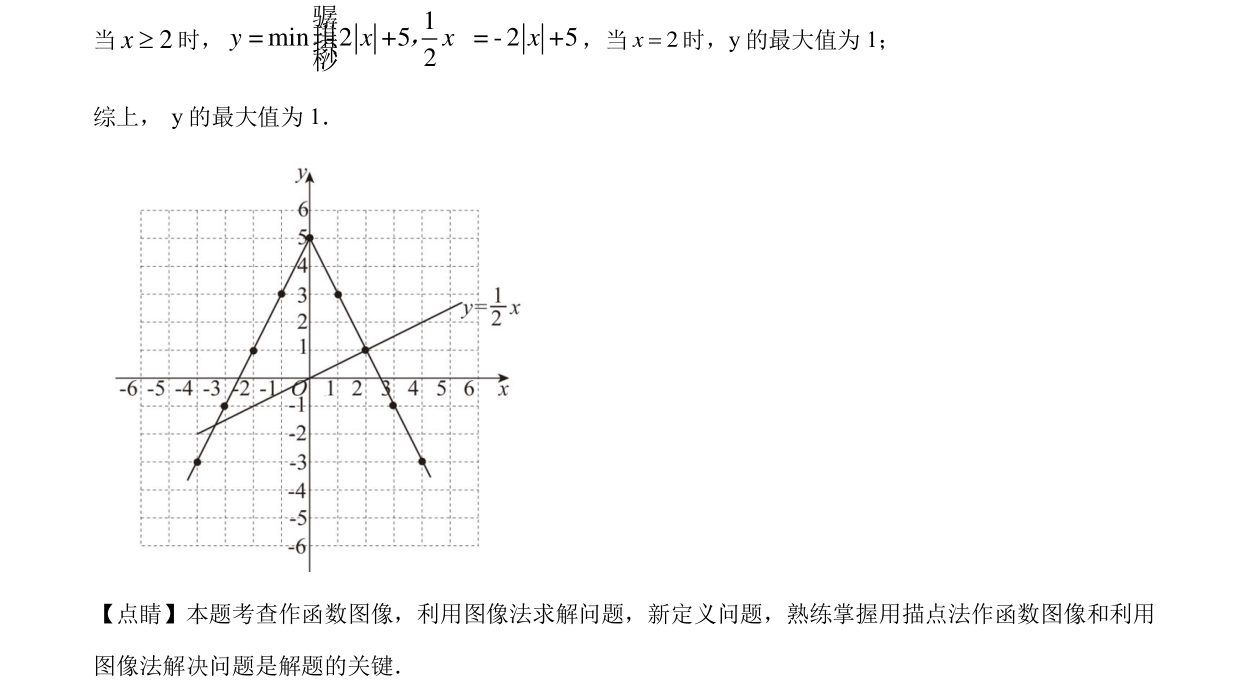 当 x ≥ 2 时， y = min 骣琪琪秒2|x|+5, 1/2 x = -2|x|+5，当 x = 2 时，y 的最大值为 1；
综上， y 的最大值为 1．
y
6
5
4
3
2
1
y=1/2 x
-6 -5 -4 -3 -2 -1 O 1 2 3 4 5 6 x
-1
-2
-3
-4
-5
-6
【点睛】本题考查作函数图像，利用图像法求解问题，新定义问题，熟练掌握用描点法作函数图像和利用
图像法解决问题是解题的关键．